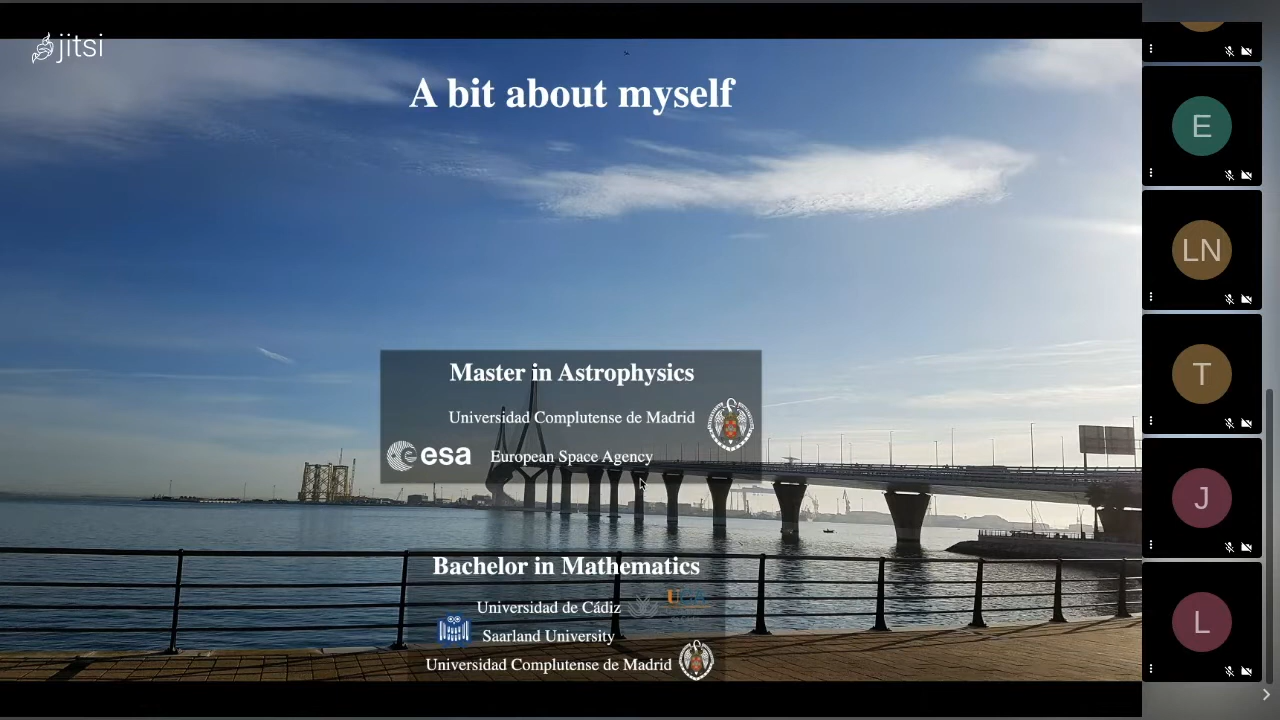 jitsi
A bit about myself
Master in Astrophysics
Universidad Complutense de Madrid
esa European Space Agency
Bachelor in Mathematics
Universidad de Cádiz
Saarland University
Universidad Complutense de Madrid
E
LN
T
J
L